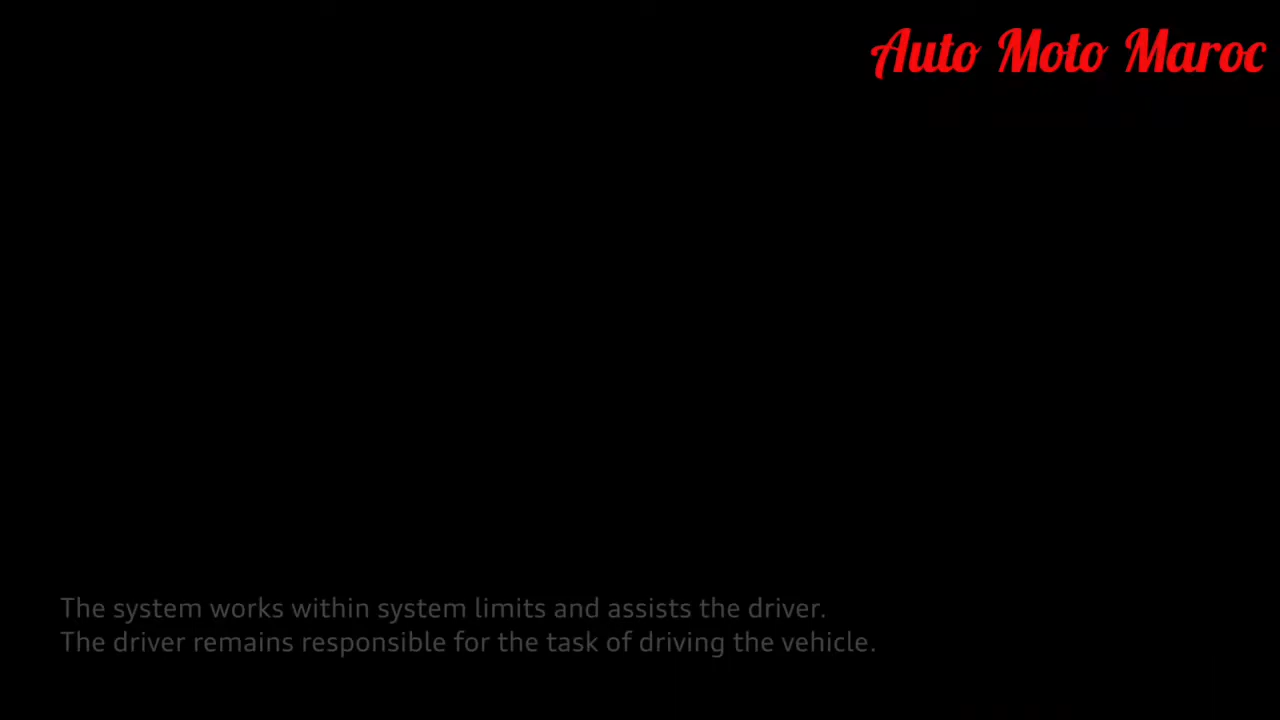 Auto Moto Maroc
The system works within system limits and assists the driver.
The driver remains responsible for the task of driving the vehicle.